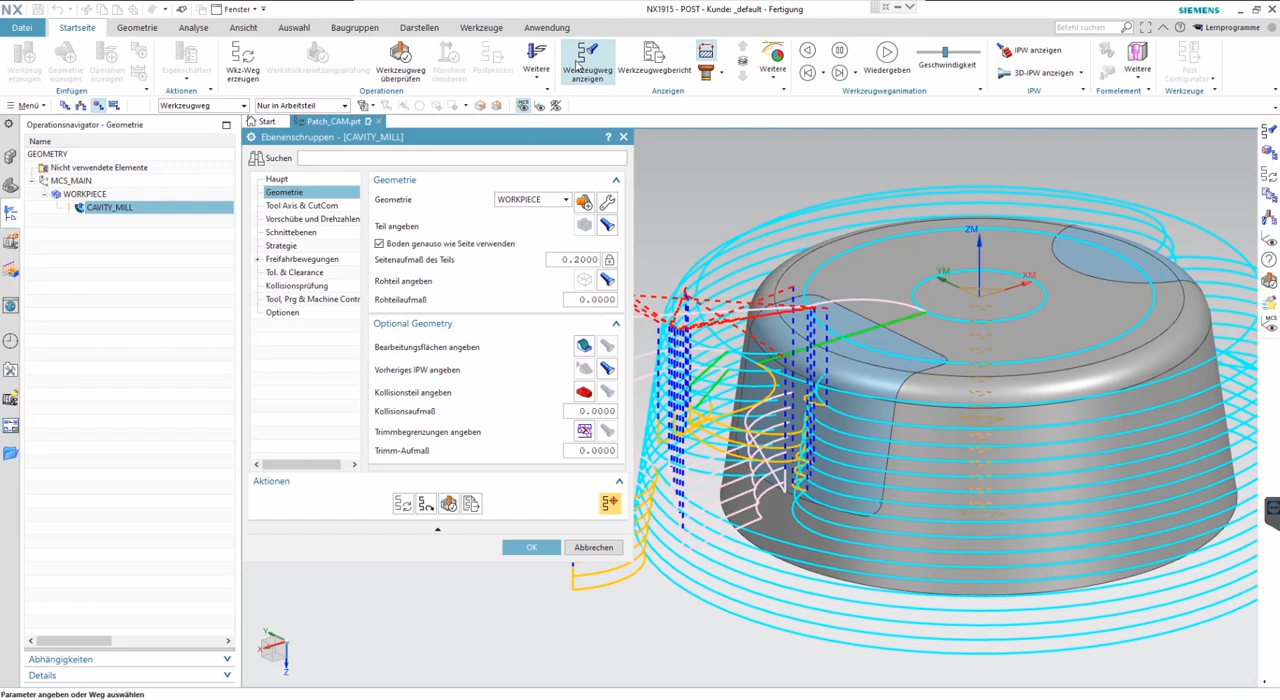 NX
Fenster
NX1915 - POST - Kunde: _default - Fertigung
SIEMENS
Datei
Startseite
Geometrie
Analyse
Ansicht
Auswahl
Baugruppen
Darstellen
Werkzeuge
Anwendung
Befehl suchen
Lernprogramme
Werkzeug erzeugen
Geometrie erzeugen
Operation erzeugen
Einfügen
Eigenschaften
Aktionen
Wkz-Weg erzeugen
Werkstückverletzungsprüfung
Werkzeugweg überprüfen
Maschine simulieren
Postprozess
Weitere
Operationen
Werkzeugweg anzeigen
Werkzeugwegbericht
Weitere
Anzeigen
Wiedergeben
Geschwindigkeit
Werkzeugweganimation
IPW anzeigen
3D-IPW anzeigen
IPW
Weitere
Formelement
Post Configurator
Werkzeuge
Menü
Werkzeugweg
Nur in Arbeitsteil
MCS
Operationsnavigator - Geometrie
Start
Patch_CAM.prt
Name
GEOMETRY
Nicht verwendete Elemente
MCS_MAIN
WORKPIECE
CAVITY_MILL
Abhängigkeiten
Details
Ebenenschruppen - [CAVITY_MILL]
Suchen
Haupt
Geometrie
Tool Axis & CutCom
Vorschübe und Drehzahlen
Schnittebenen
Strategie
Freifahrbewegungen
Tol. & Clearance
Kollisionsprüfung
Tool, Prg & Machine Contr
Optionen
Geometrie
Geometrie
WORKPIECE
Teil angeben
Boden genauso wie Seite verwenden
Seitenaufmaß des Teils
0.2000
Rohteil angeben
Rohteilaufmaß
0.0000
Optional Geometry
Bearbeitungsflächen angeben
Vorheriges IPW angeben
Kollisionsteil angeben
Kollisionsaufmaß
0.0000
Trimmbegrenzungen angeben
Trimm-Aufmaß
0.0000
Aktionen
OK
Abbrechen
ZM
YM
XM
Y
X
Z
MCS
Parameter angeben oder Weg auswählen